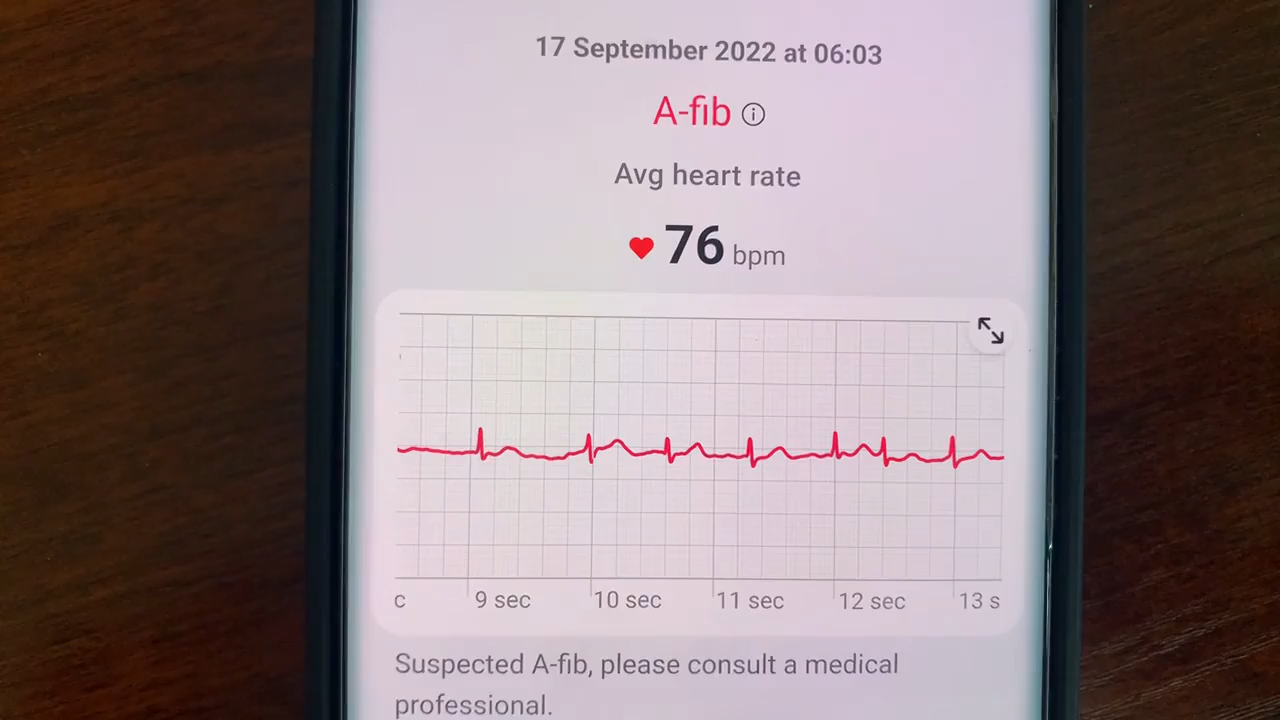 17 September 2022 at 06:03
A-fib
Avg heart rate
76 bpm
c 9 sec 10 sec 11 sec 12 sec 13 s
Suspected A-fib, please consult a medical
professional.